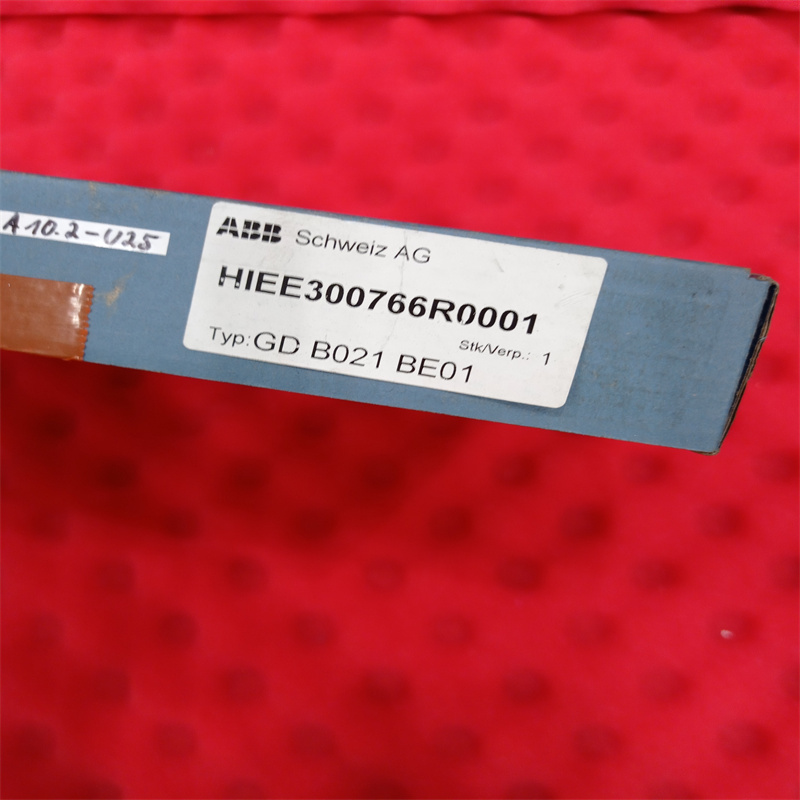 A10.2-U25
ABB Schweiz AG
HIEE300766R0001
Stk/Verp.: 1
Typ: GD B021 BE01